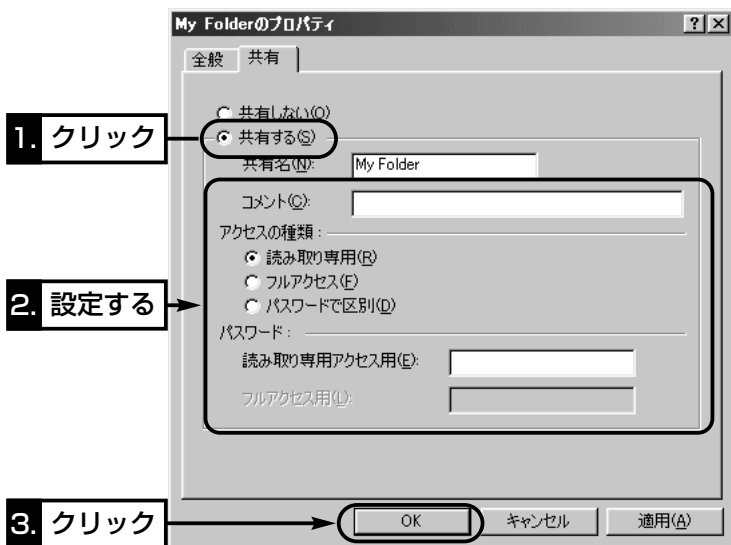 My Folderのプロパティ
全般 共有
共有しない(O)
1. クリック
共有する(S)
共有名(N): My Folder
コメント(C):
アクセスの種類:
読み取り専用(R)
フルアクセス(F)
2. 設定する
パスワードで区別(D)
パスワード:
読み取り専用アクセス用(E):
フルアクセス用(L):
3. クリック
OK キャンセル 適用(A)